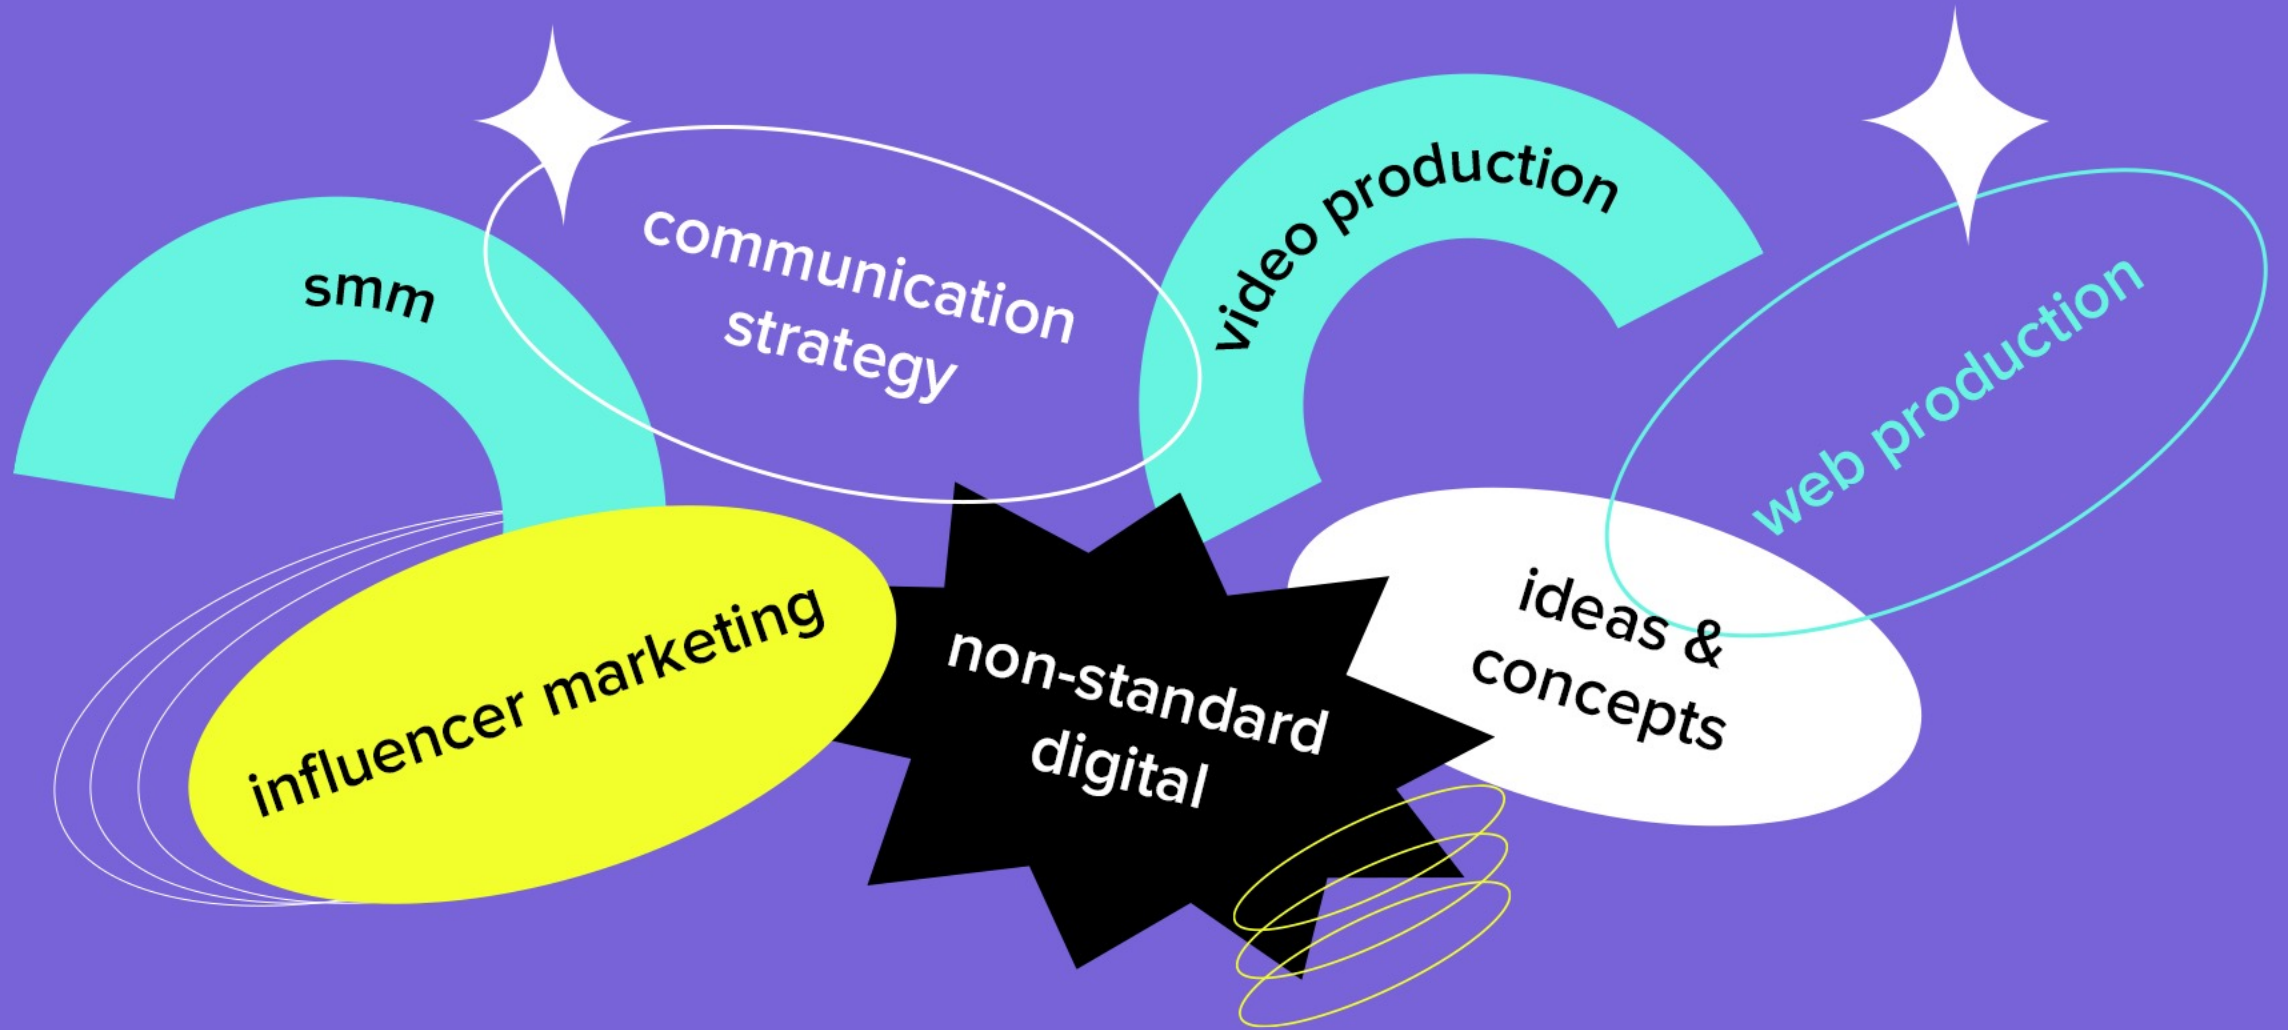 smm
communication
strategy
video production
web production
influencer marketing
non-standard
digital
ideas &
concepts